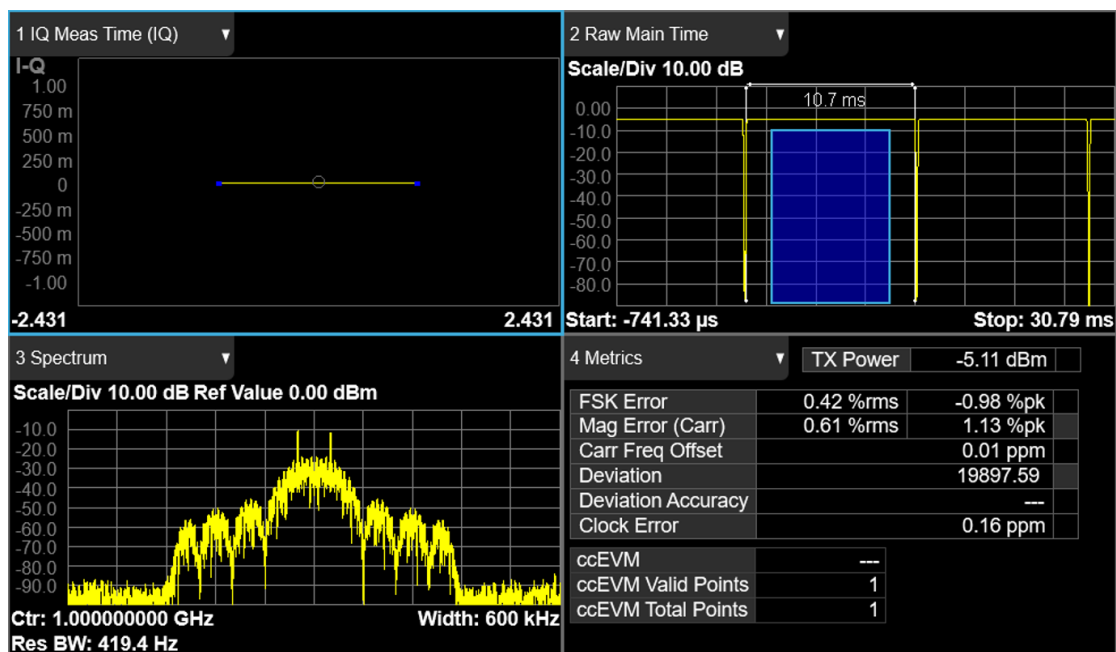 1 IQ Meas Time (IQ)
I-Q
1.00
750 m
500 m
250 m
0
-250 m
-500 m
-750 m
-1.00
-2.431 2.431
2 Raw Main Time
Scale/Div 10.00 dB
10.7 ms
0.00
-10.0
-20.0
-30.0
-40.0
-50.0
-60.0
-70.0
-80.0
Start: -741.33 µs Stop: 30.79 ms
3 Spectrum
Scale/Div 10.00 dB Ref Value 0.00 dBm
-10.0
-20.0
-30.0
-40.0
-50.0
-60.0
-70.0
-80.0
-90.0
Ctr: 1.000000000 GHz Width: 600 kHz
Res BW: 419.4 Hz
4 Metrics
TX Power -5.11 dBm
FSK Error 0.42 %rms -0.98 %pk
Mag Error (Carr) 0.61 %rms 1.13 %pk
Carr Freq Offset 0.01 ppm
Deviation 19897.59
Deviation Accuracy ---
Clock Error 0.16 ppm
ccEVM ---
ccEVM Valid Points 1
ccEVM Total Points 1